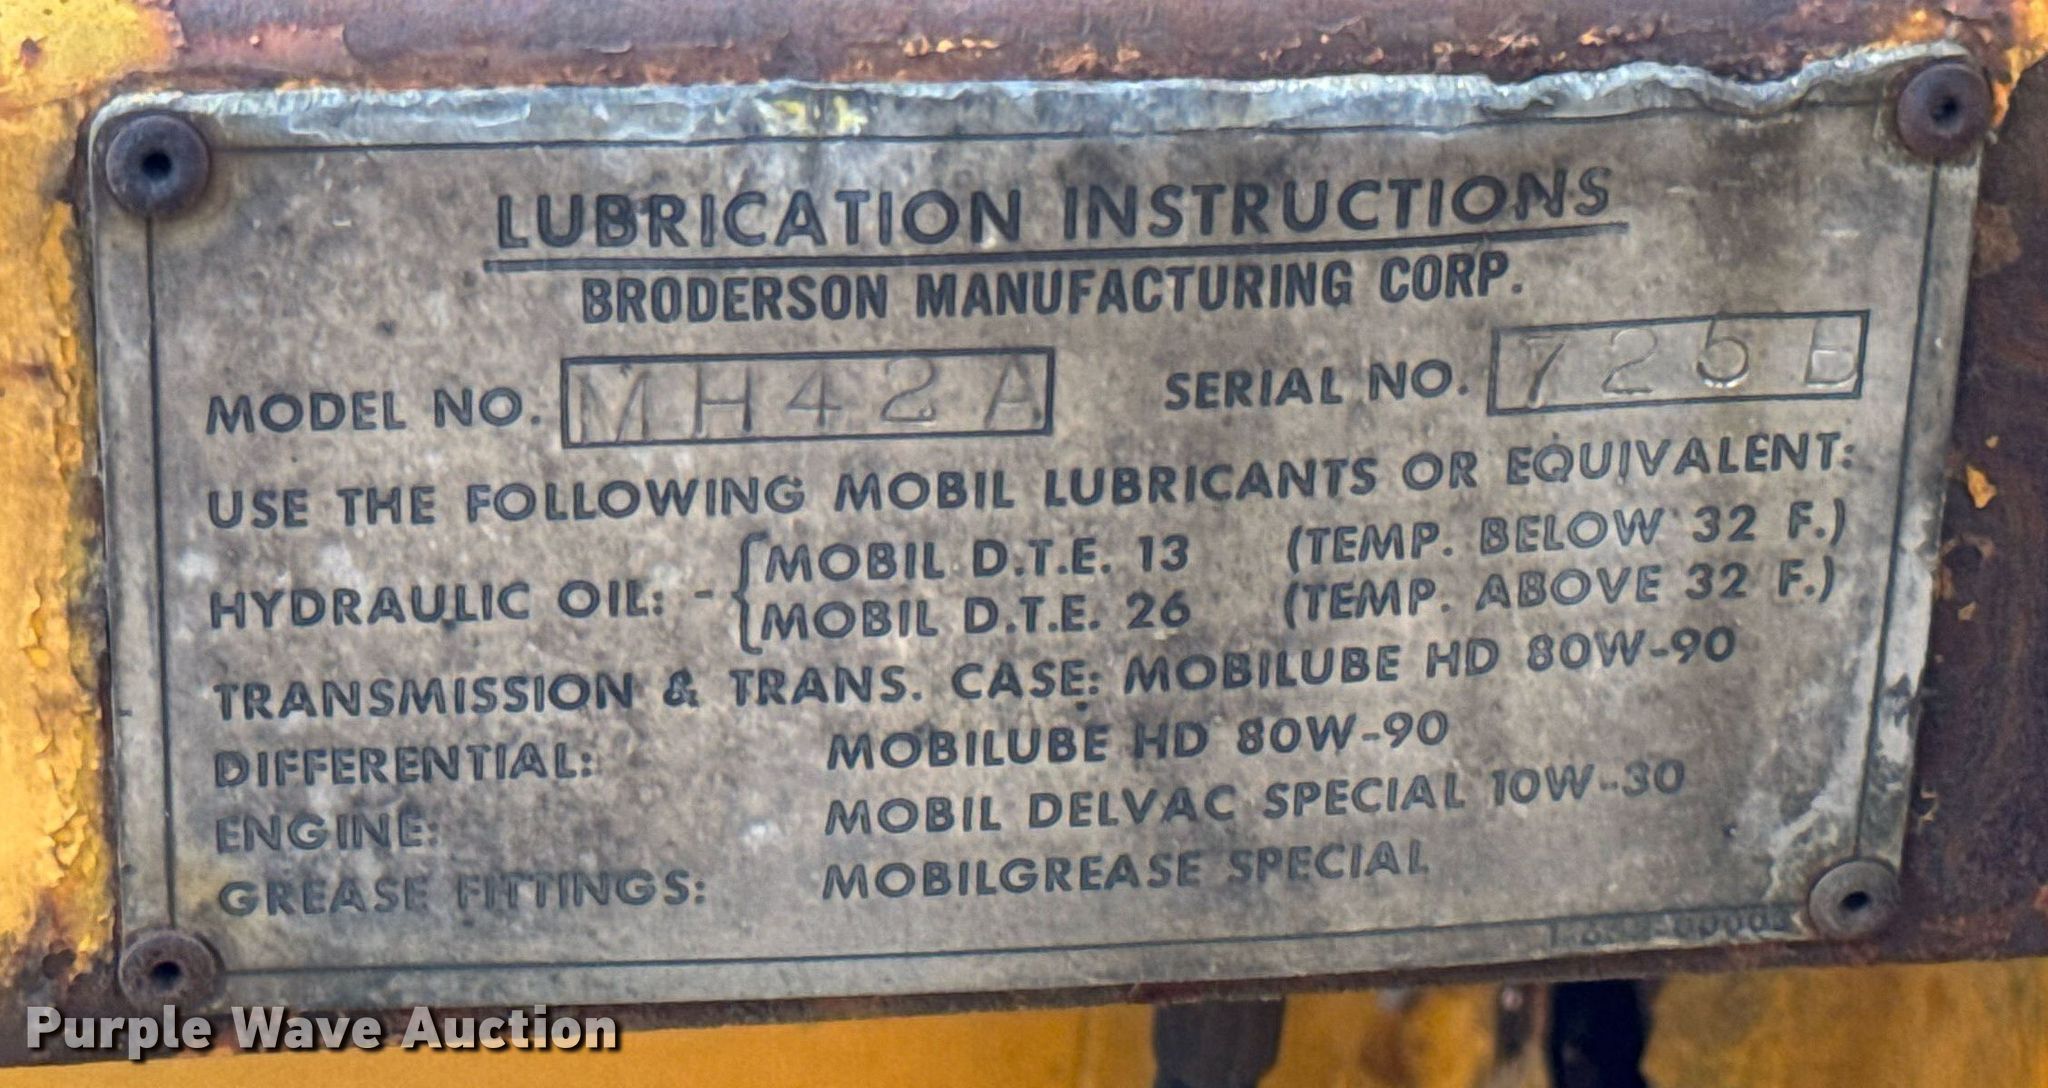 LUBRICATION INSTRUCTIONS
BRODERSON MANUFACTURING CORP.
MODEL NO. MH42A SERIAL NO.
USE THE FOLLOWING MOBIL LUBRICANTS OR EQUIVALENT:
HYDRAULIC OIL: - { MOBIL D.T.E. 13 (TEMP. BELOW 32 F.)
MOBIL D.T.E. 26 (TEMP. ABOVE 32 F.)
TRANSMISSION & TRANS. CASE: MOBILUBE HD 80W-90
DIFFERENTIAL: MOBILUBE HD 80W-90
ENGINE: MOBIL DELVAC SPECIAL 10W-30
GREASE FITTINGS: MOBILGREASE SPECIAL
Purple Wave Auction